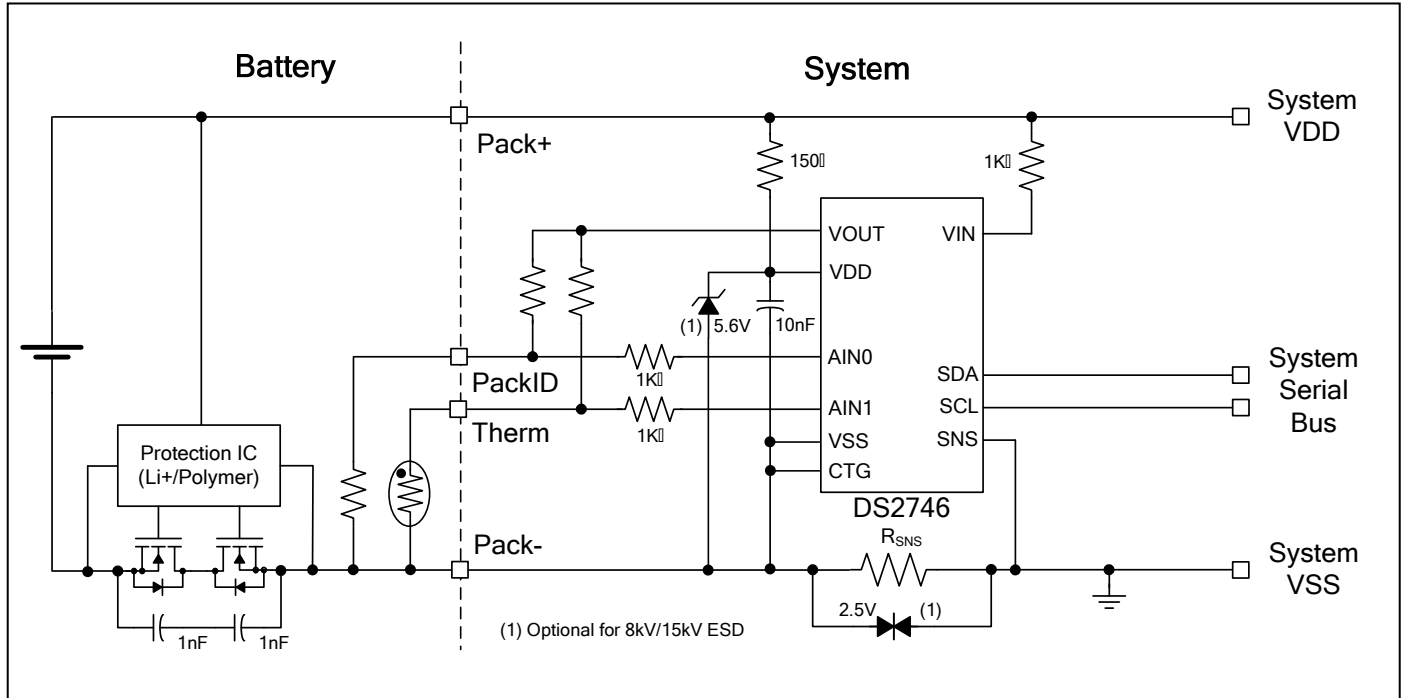 Battery
System
Pack+
System
VDD
150▯
1K▯
VOUT
VIN
VDD
(1)
5.6V
10nF
PackID
1K▯
AIN0
SDA
System
Serial
Bus
Therm
1K▯
AIN1
SCL
VSS
SNS
CTG
Protection IC
(Li+/Polymer)
DS2746
Pack-
RSNS
System
VSS
2.5V
(1)
1nF
1nF
(1) Optional for 8kV/15kV ESD